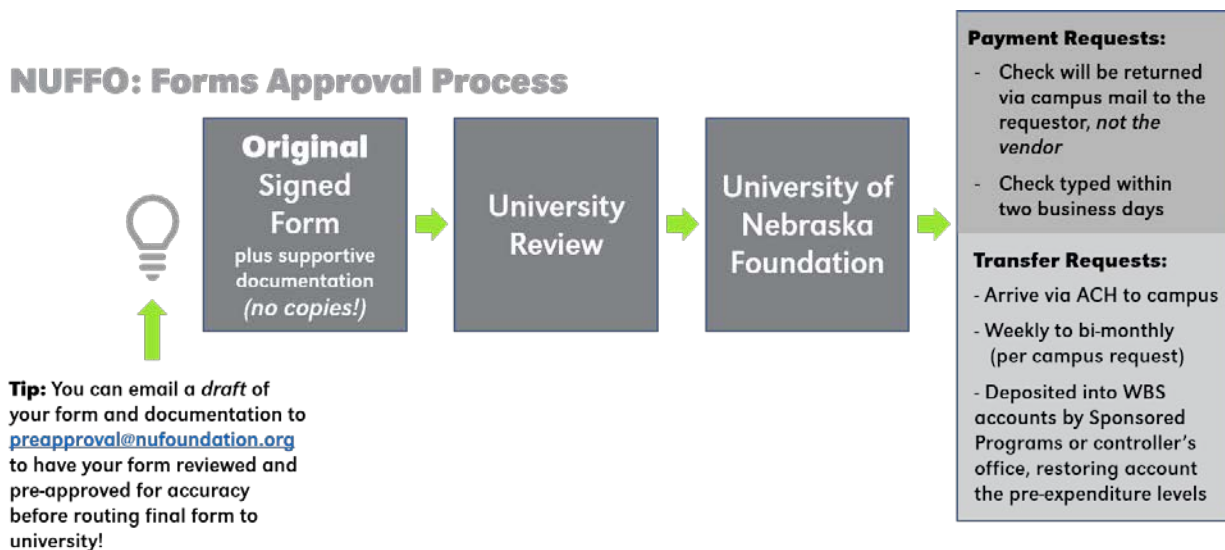 NUFFO: Forms Approval Process
Original
Signed
Form
plus supportive
documentation
(no copies!)
University
Review
University of
Nebraska
Foundation
Payment Requests:
- Check will be returned
via campus mail to the
requestor, not the
vendor
- Check typed within
two business days
Transfer Requests:
- Arrive via ACH to campus
- Weekly to bi-monthly
(per campus request)
- Deposited into WBS
accounts by Sponsored
Programs or controller's
office, restoring account
the pre-expenditure levels
Tip: You can email a draft of
your form and documentation to
preapproval@nufoundation.org
to have your form reviewed and
pre-approved for accuracy
before routing final form to
university!